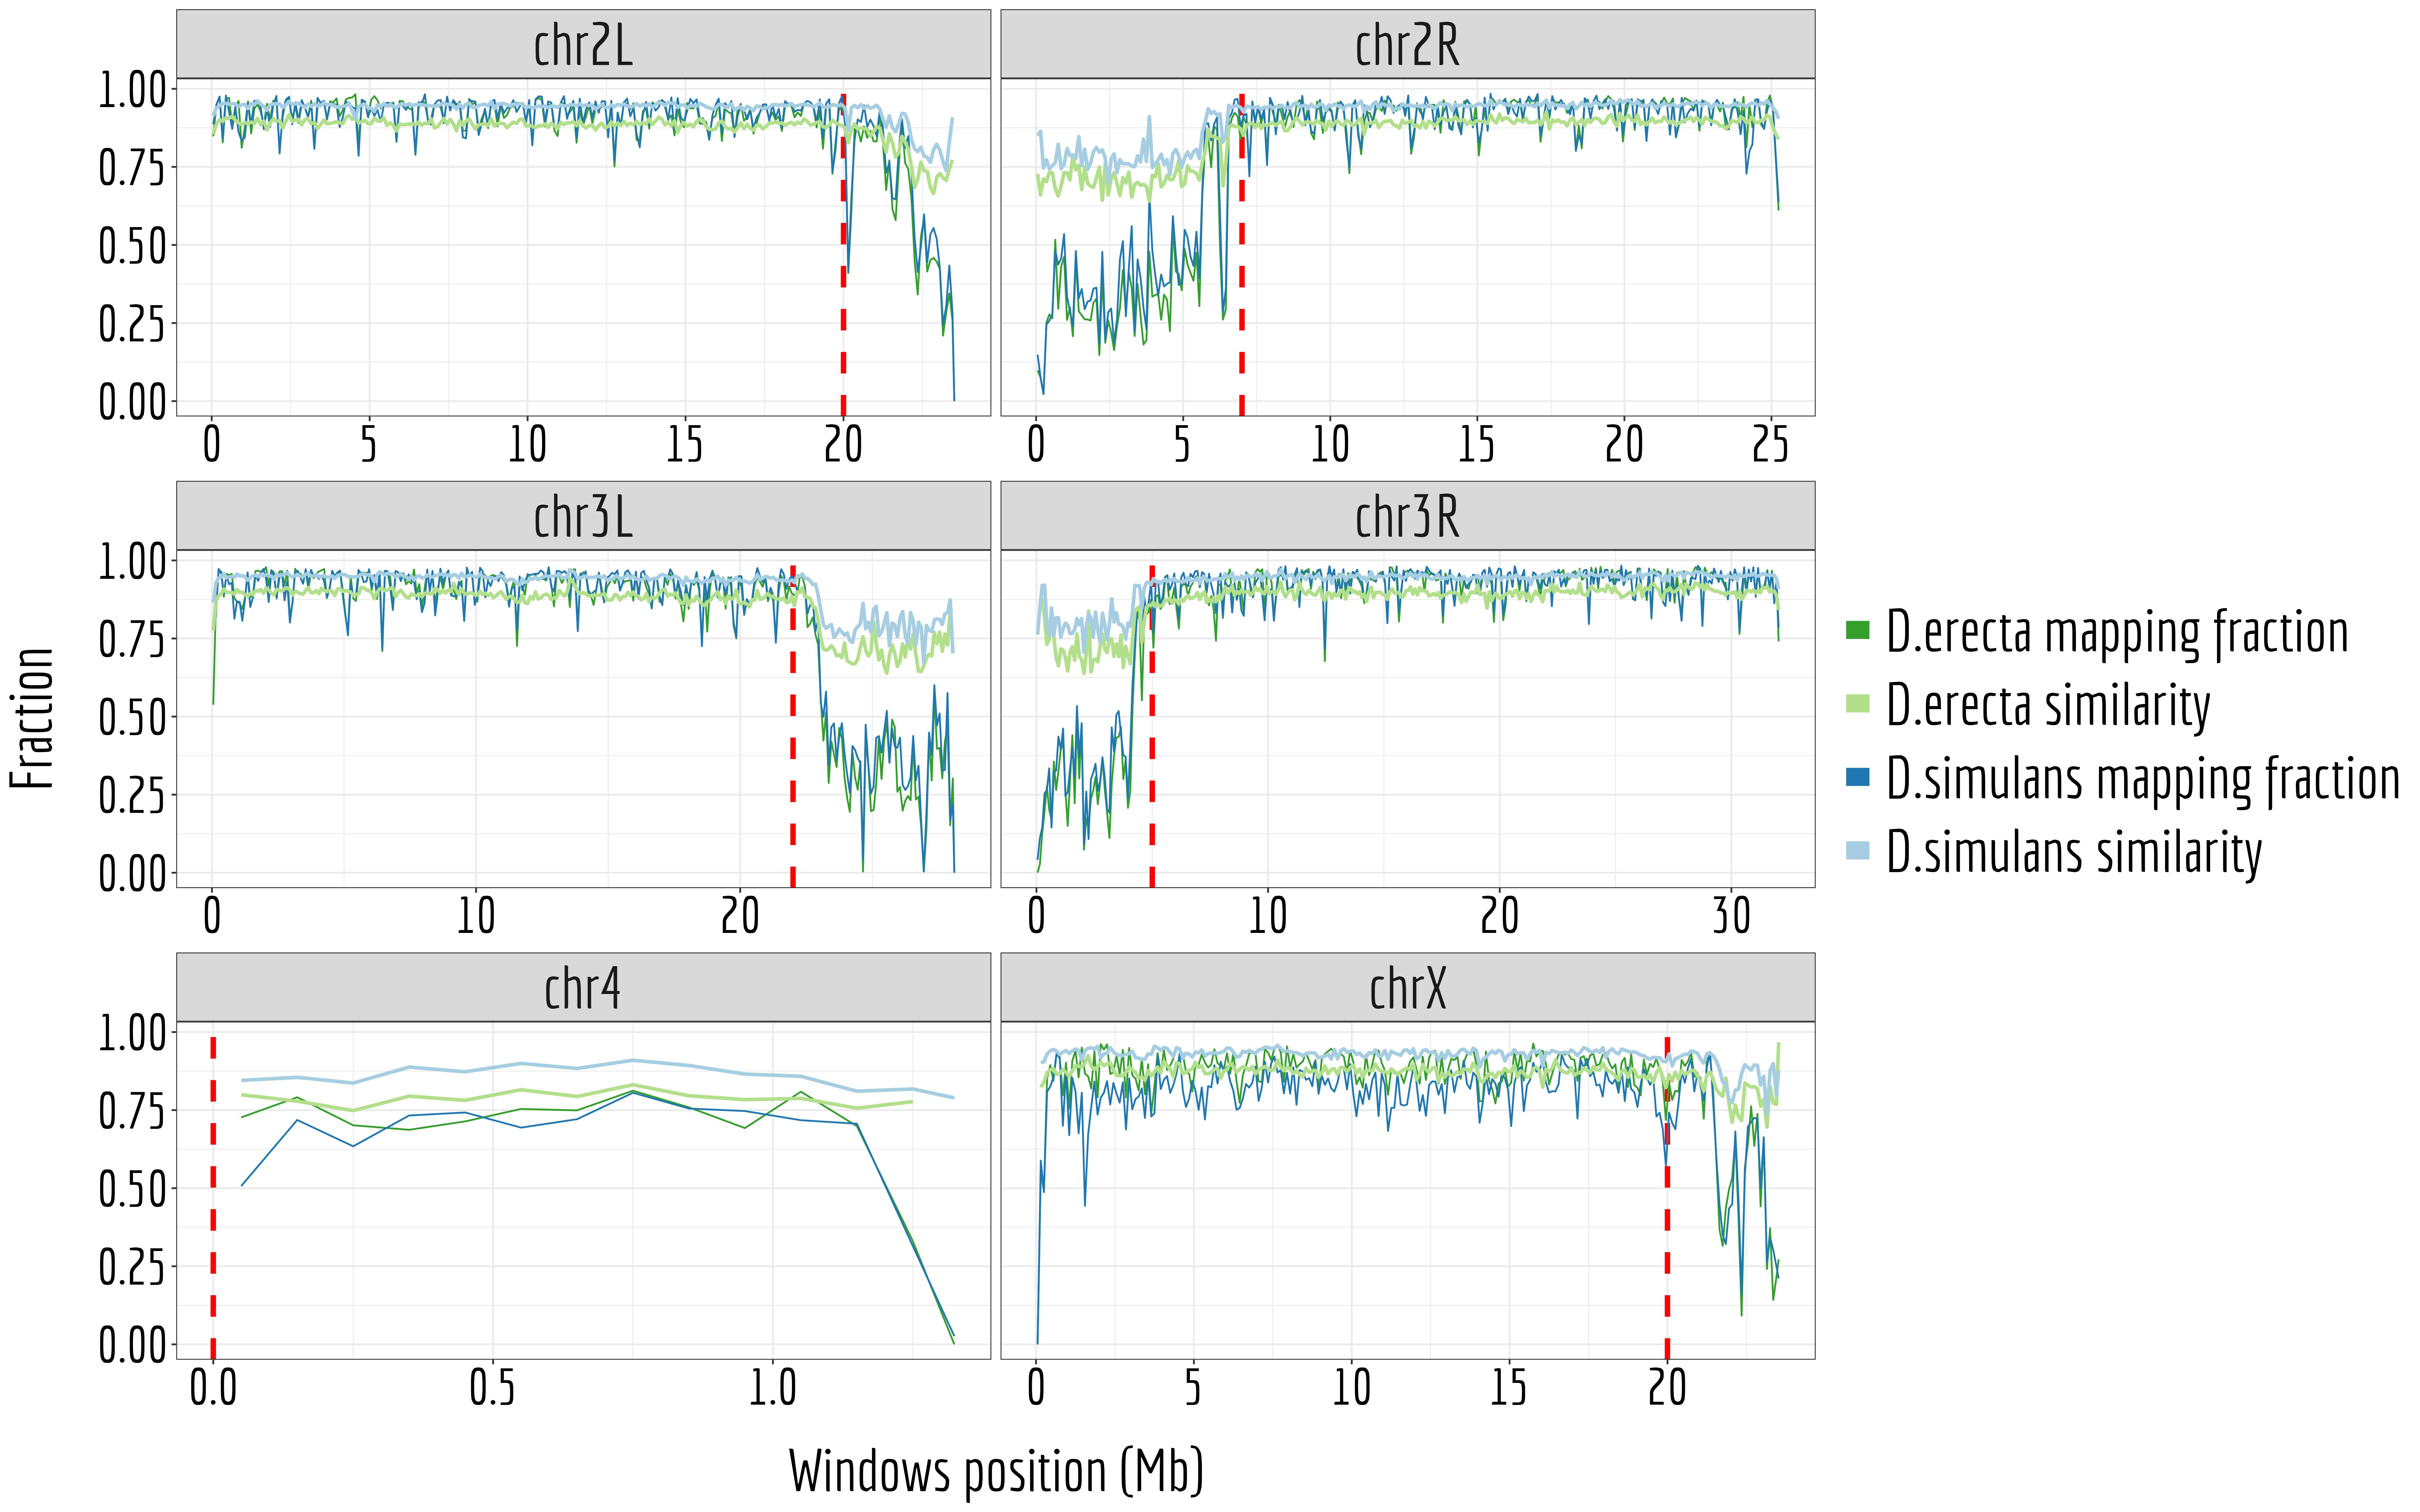 chr2L
chr2R
1.00
0.75
0.50
0.25
0.00
0 5 10 15 20
0 5 10 15 20 25
chr3L
chr3R
1.00
0.75
0.50
0.25
0.00
0 10 20
0 10 20 30
chr4
chrX
1.00
0.75
0.50
0.25
0.00
0.0 0.5 1.0
0 5 10 15 20
Fraction
Windows position (Mb)
D.erecta mapping fraction
D.erecta similarity
D.simulans mapping fraction
D.simulans similarity